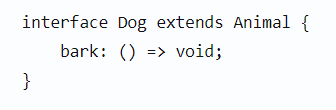 interface Dog extends Animal {
    bark: () => void;
}